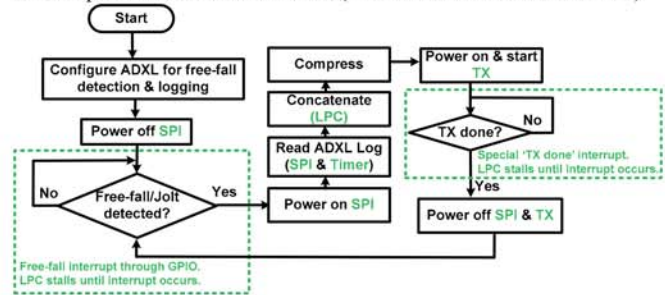 Start
Configure ADXL for free-fall
detection & logging
Power off SPI
No
Free-fall/Jolt
detected?
Yes
Free-fall interrupt through GPIO.
LPC stalls until interrupt occurs.
Compress
Concatenate
(LPC)
Read ADXL Log
(SPI & Timer)
Power on SPI
Power on & start
TX
TX done?
No
Special 'TX done' interrupt.
LPC stalls until interrupt occurs.
Yes
Power off SPI & TX